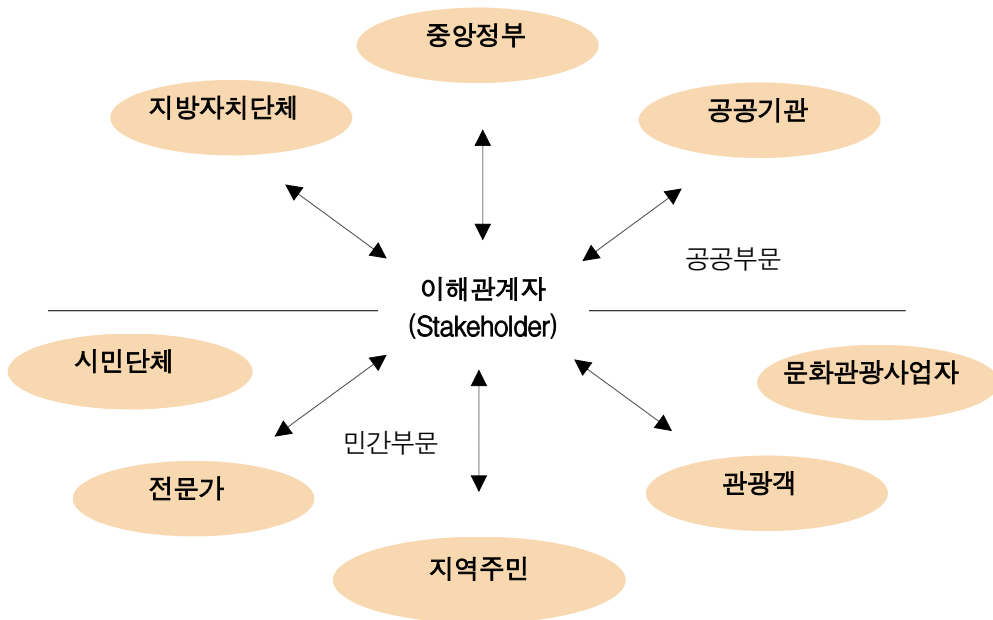 중앙정부
지방자치단체
공공기관
공공부문
이해관계자
(Stakeholder)
시민단체
문화관광사업자
민간부문
전문가
관광객
지역주민